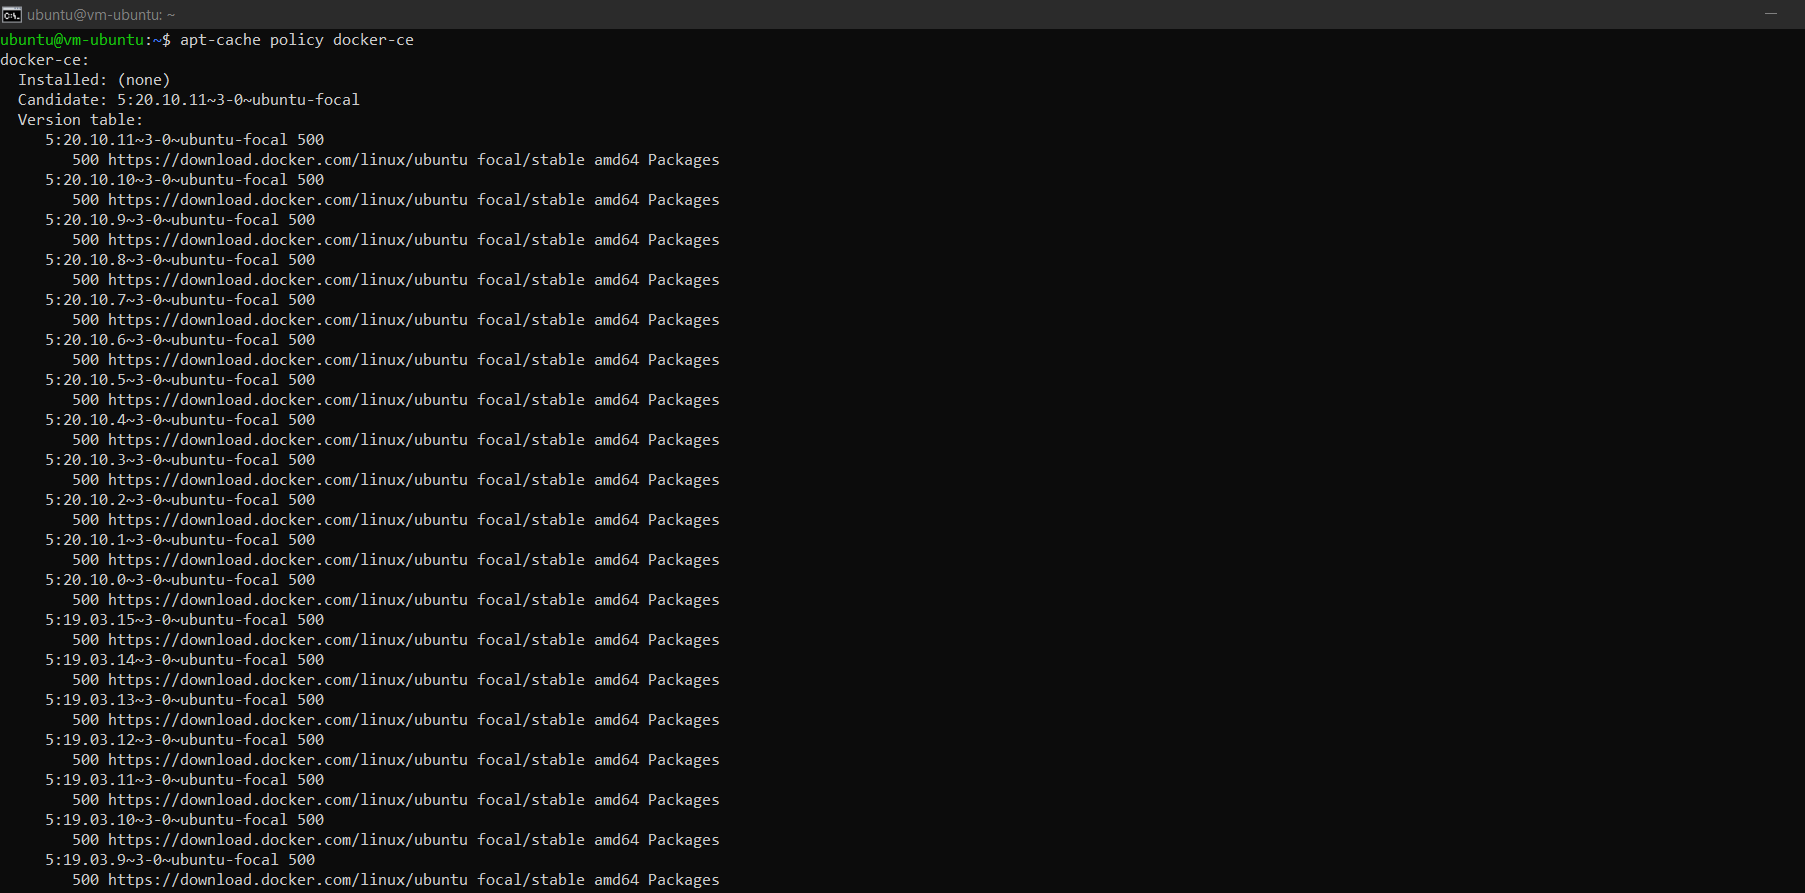 ubuntu@vm-ubuntu: ~
ubuntu@vm-ubuntu:~$ apt-cache policy docker-ce
docker-ce:
  Installed: (none)
  Candidate: 5:20.10.11~3-0~ubuntu-focal
  Version table:
     5:20.10.11~3-0~ubuntu-focal 500
        500 https://download.docker.com/linux/ubuntu focal/stable amd64 Packages
     5:20.10.10~3-0~ubuntu-focal 500
        500 https://download.docker.com/linux/ubuntu focal/stable amd64 Packages
     5:20.10.9~3-0~ubuntu-focal 500
        500 https://download.docker.com/linux/ubuntu focal/stable amd64 Packages
     5:20.10.8~3-0~ubuntu-focal 500
        500 https://download.docker.com/linux/ubuntu focal/stable amd64 Packages
     5:20.10.7~3-0~ubuntu-focal 500
        500 https://download.docker.com/linux/ubuntu focal/stable amd64 Packages
     5:20.10.6~3-0~ubuntu-focal 500
        500 https://download.docker.com/linux/ubuntu focal/stable amd64 Packages
     5:20.10.5~3-0~ubuntu-focal 500
        500 https://download.docker.com/linux/ubuntu focal/stable amd64 Packages
     5:20.10.4~3-0~ubuntu-focal 500
        500 https://download.docker.com/linux/ubuntu focal/stable amd64 Packages
     5:20.10.3~3-0~ubuntu-focal 500
        500 https://download.docker.com/linux/ubuntu focal/stable amd64 Packages
     5:20.10.2~3-0~ubuntu-focal 500
        500 https://download.docker.com/linux/ubuntu focal/stable amd64 Packages
     5:20.10.1~3-0~ubuntu-focal 500
        500 https://download.docker.com/linux/ubuntu focal/stable amd64 Packages
     5:20.10.0~3-0~ubuntu-focal 500
        500 https://download.docker.com/linux/ubuntu focal/stable amd64 Packages
     5:19.03.15~3-0~ubuntu-focal 500
        500 https://download.docker.com/linux/ubuntu focal/stable amd64 Packages
     5:19.03.14~3-0~ubuntu-focal 500
        500 https://download.docker.com/linux/ubuntu focal/stable amd64 Packages
     5:19.03.13~3-0~ubuntu-focal 500
        500 https://download.docker.com/linux/ubuntu focal/stable amd64 Packages
     5:19.03.12~3-0~ubuntu-focal 500
        500 https://download.docker.com/linux/ubuntu focal/stable amd64 Packages
     5:19.03.11~3-0~ubuntu-focal 500
        500 https://download.docker.com/linux/ubuntu focal/stable amd64 Packages
     5:19.03.10~3-0~ubuntu-focal 500
        500 https://download.docker.com/linux/ubuntu focal/stable amd64 Packages
     5:19.03.9~3-0~ubuntu-focal 500
        500 https://download.docker.com/linux/ubuntu focal/stable amd64 Packages